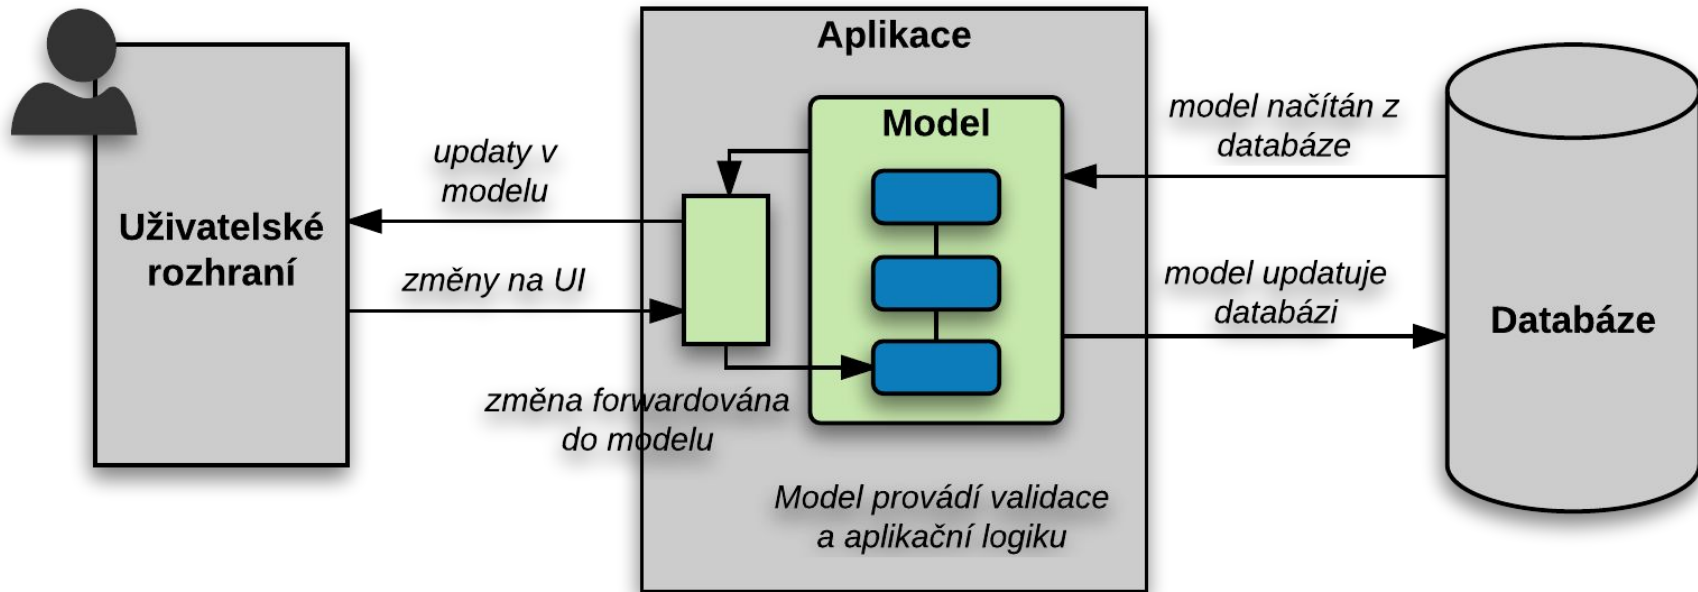 Aplikace
Model
model načítán z
databáze
updaty v
modelu
Uživatelské
rozhraní
změny na UI
model updatuje
databázi
Databáze
změna forwardována
do modelu
Model provádí validace
a aplikační logiku